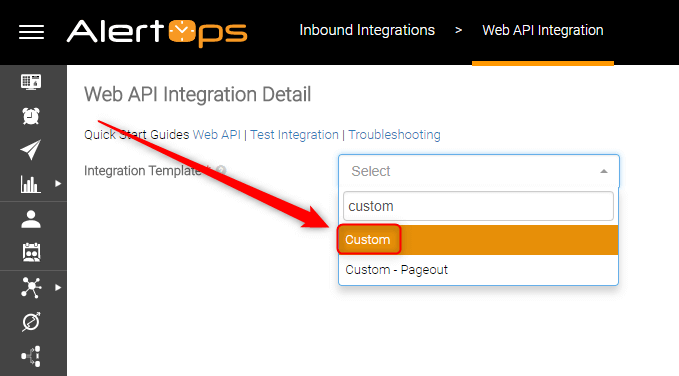 AlertOps
Inbound Integrations > Web API Integration
Web API Integration Detail
Quick Start Guides Web API | Test Integration | Troubleshooting
Integration Template
Select
custom
Custom
Custom - Pageout